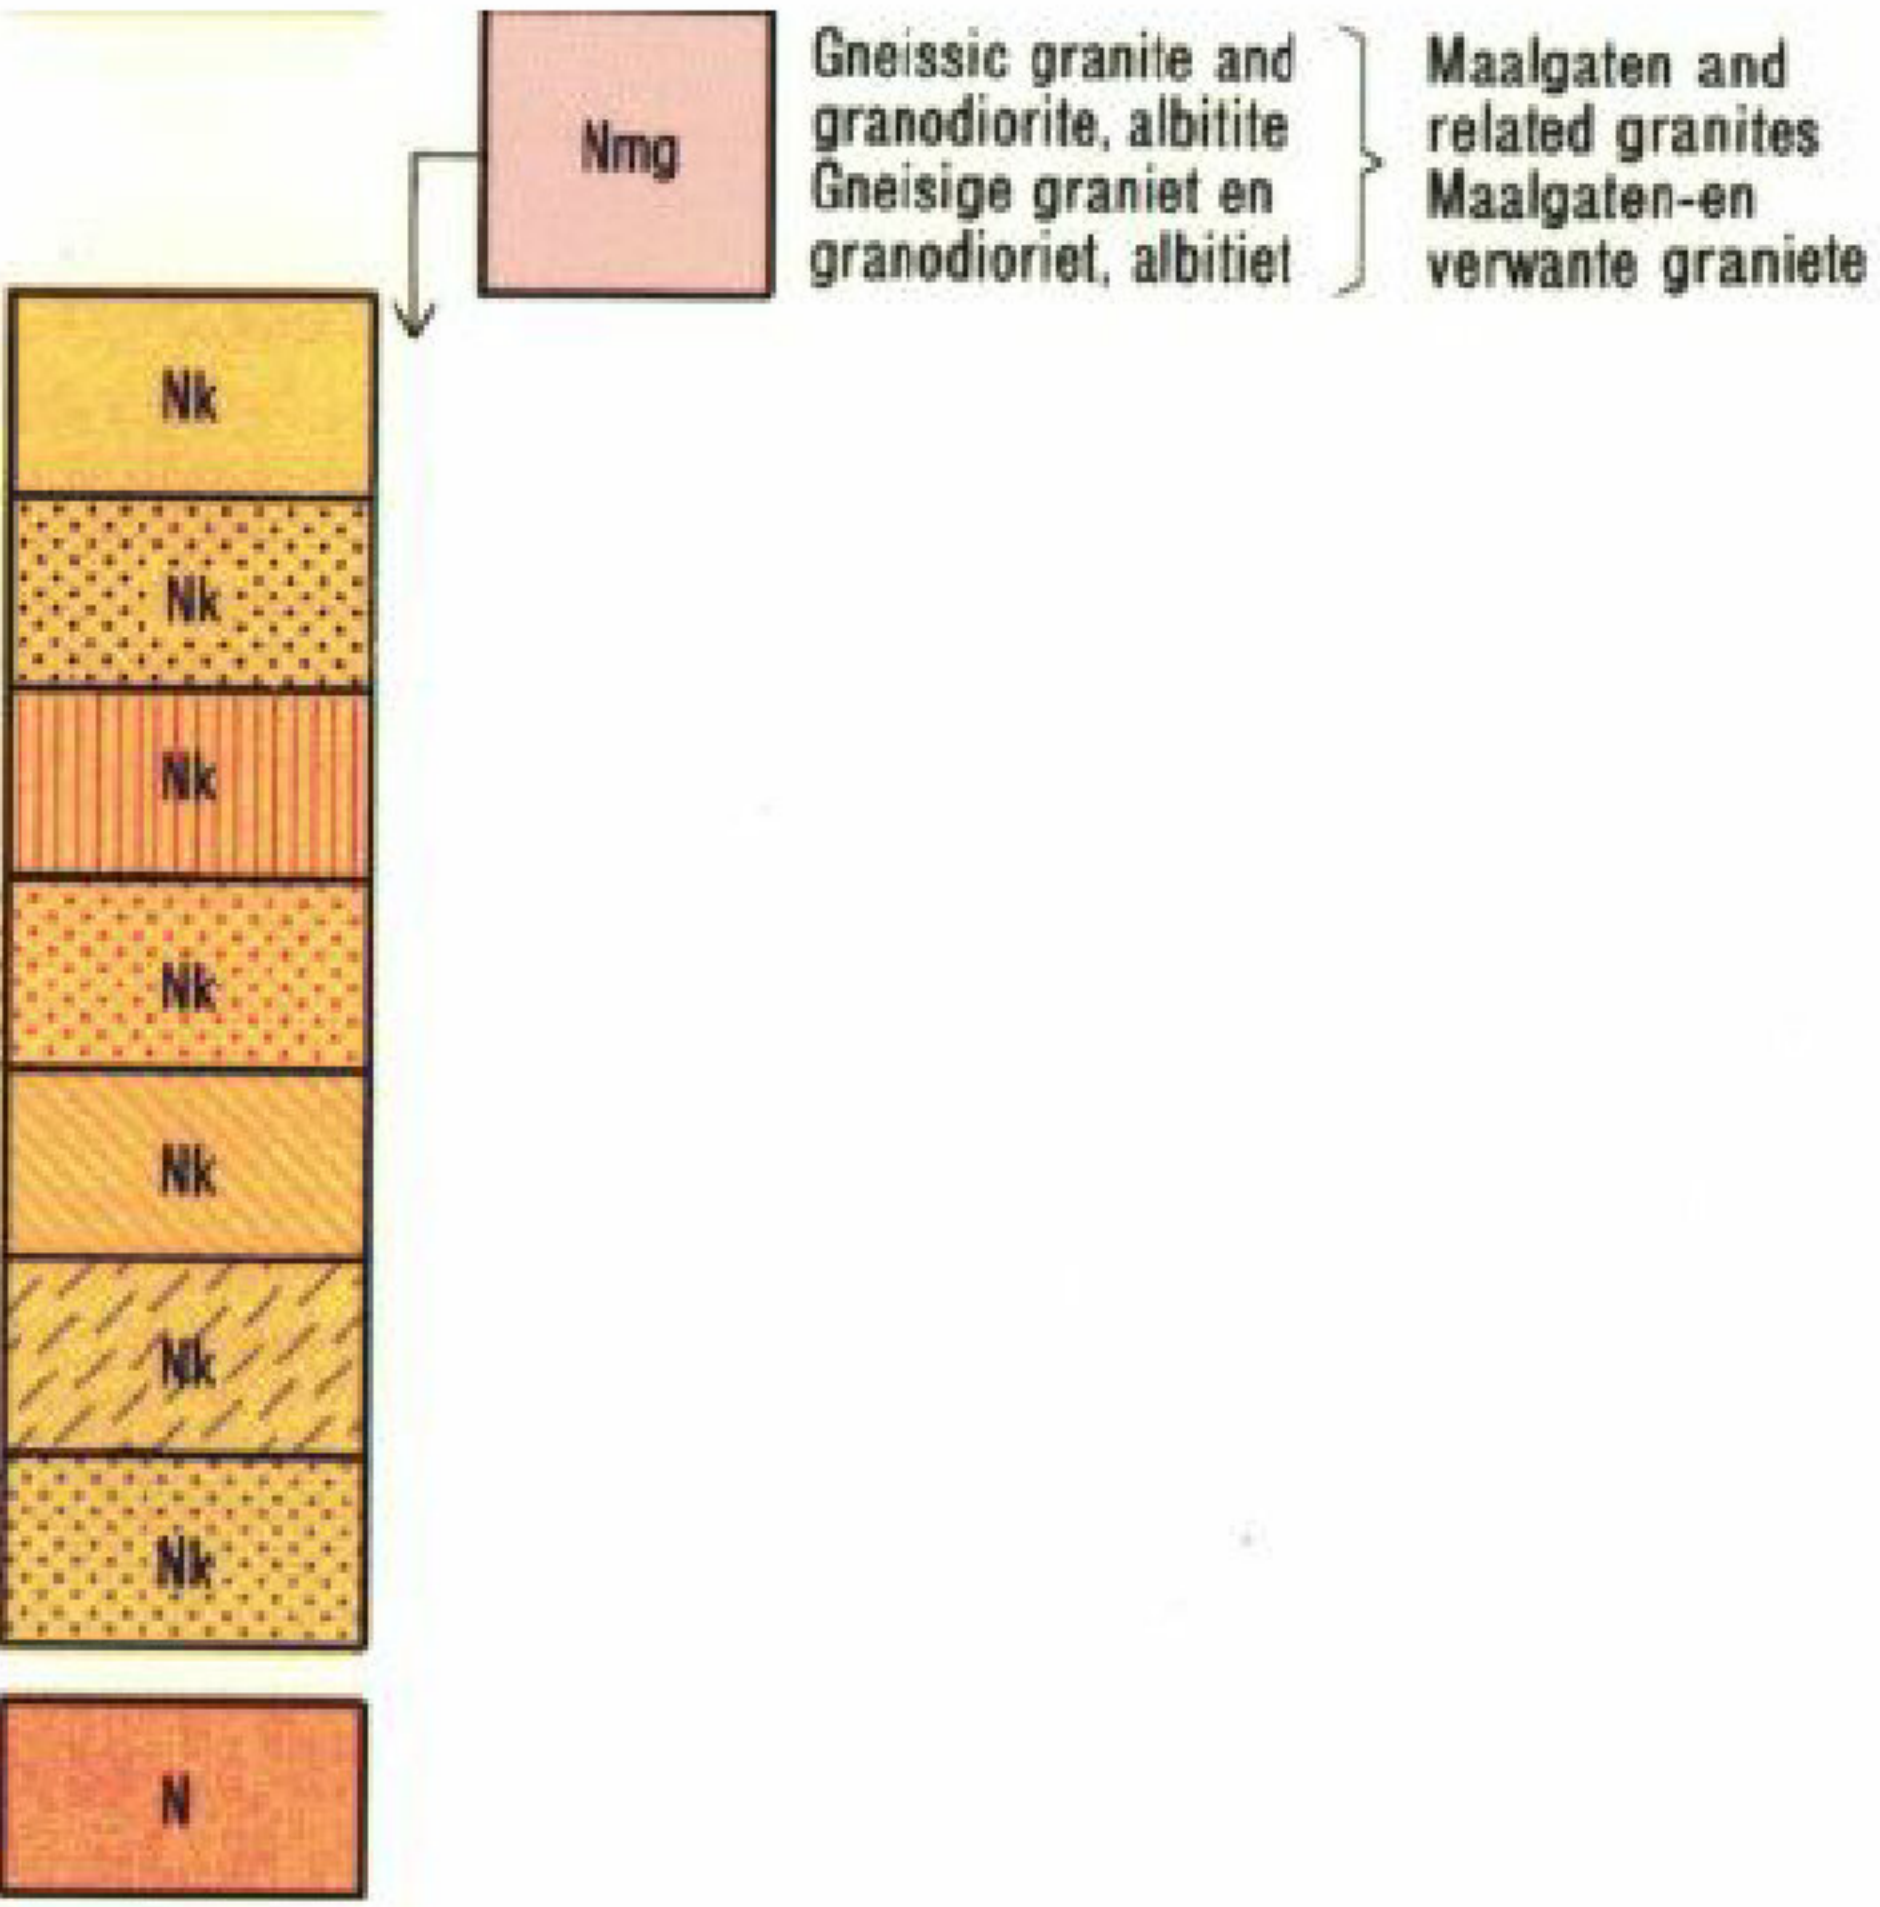 Nmg
Gneissic granite and
granodiorite, albitite
Gneisige graniet en
granodioriet, albitiet
Maalgaten and
related granites
Maalgaten-en
verwante graniete
Nk
Nk
Nk
Nk
Nk
Nk
Nk
N